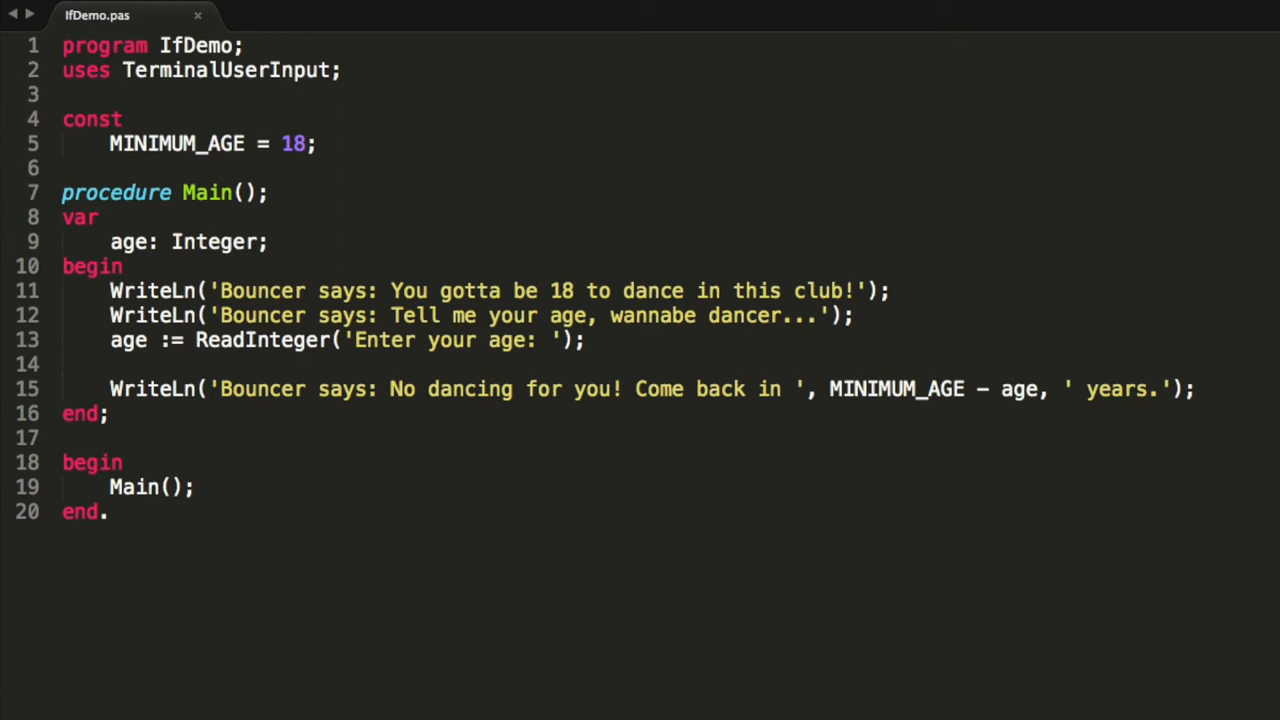 IfDemo.pas
1 program IfDemo;
2 uses TerminalUserInput;
3
4 const
5     MINIMUM_AGE = 18;
6
7 procedure Main();
8 var
9     age: Integer;
10 begin
11     WriteLn('Bouncer says: You gotta be 18 to dance in this club!');
12     WriteLn('Bouncer says: Tell me your age, wannabe dancer...');
13     age := ReadInteger('Enter your age: ');
14
15     WriteLn('Bouncer says: No dancing for you! Come back in ', MINIMUM_AGE - age, ' years.');
16 end;
17
18 begin
19     Main();
20 end.